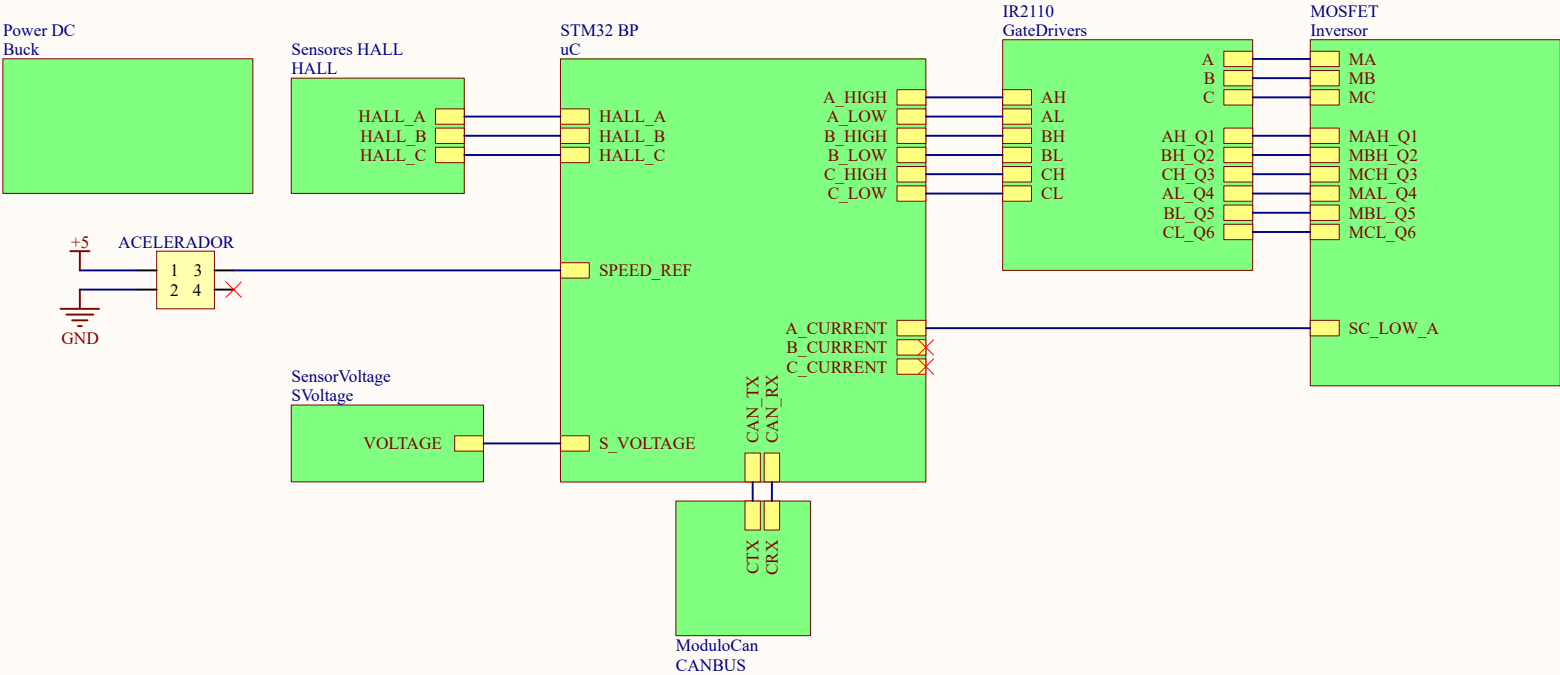 Power DC
Buck
Sensores HALL
HALL
HALL_A
HALL_B
HALL_C
STM32 BP
uC
HALL_A
HALL_B
HALL_C
A_HIGH
A_LOW
B_HIGH
B_LOW
C_HIGH
C_LOW
IR2110
GateDrivers
AH
AL
BH
BL
CH
CL
A
B
C
AH_Q1
BH_Q2
CH_Q3
AL_Q4
BL_Q5
CL_Q6
MOSFET
Inversor
MA
MB
MC
MAH_Q1
MBH_Q2
MCH_Q3
MAL_Q4
MBL_Q5
MCL_Q6
+5
ACELERADOR
1 3
2 4
GND
SPEED_REF
A_CURRENT
B_CURRENT
C_CURRENT
SC_LOW_A
SensorVoltage
SVoltage
VOLTAGE
S_VOLTAGE
CAN_TX
CAN_RX
CTX
CRX
ModuloCan
CANBUS